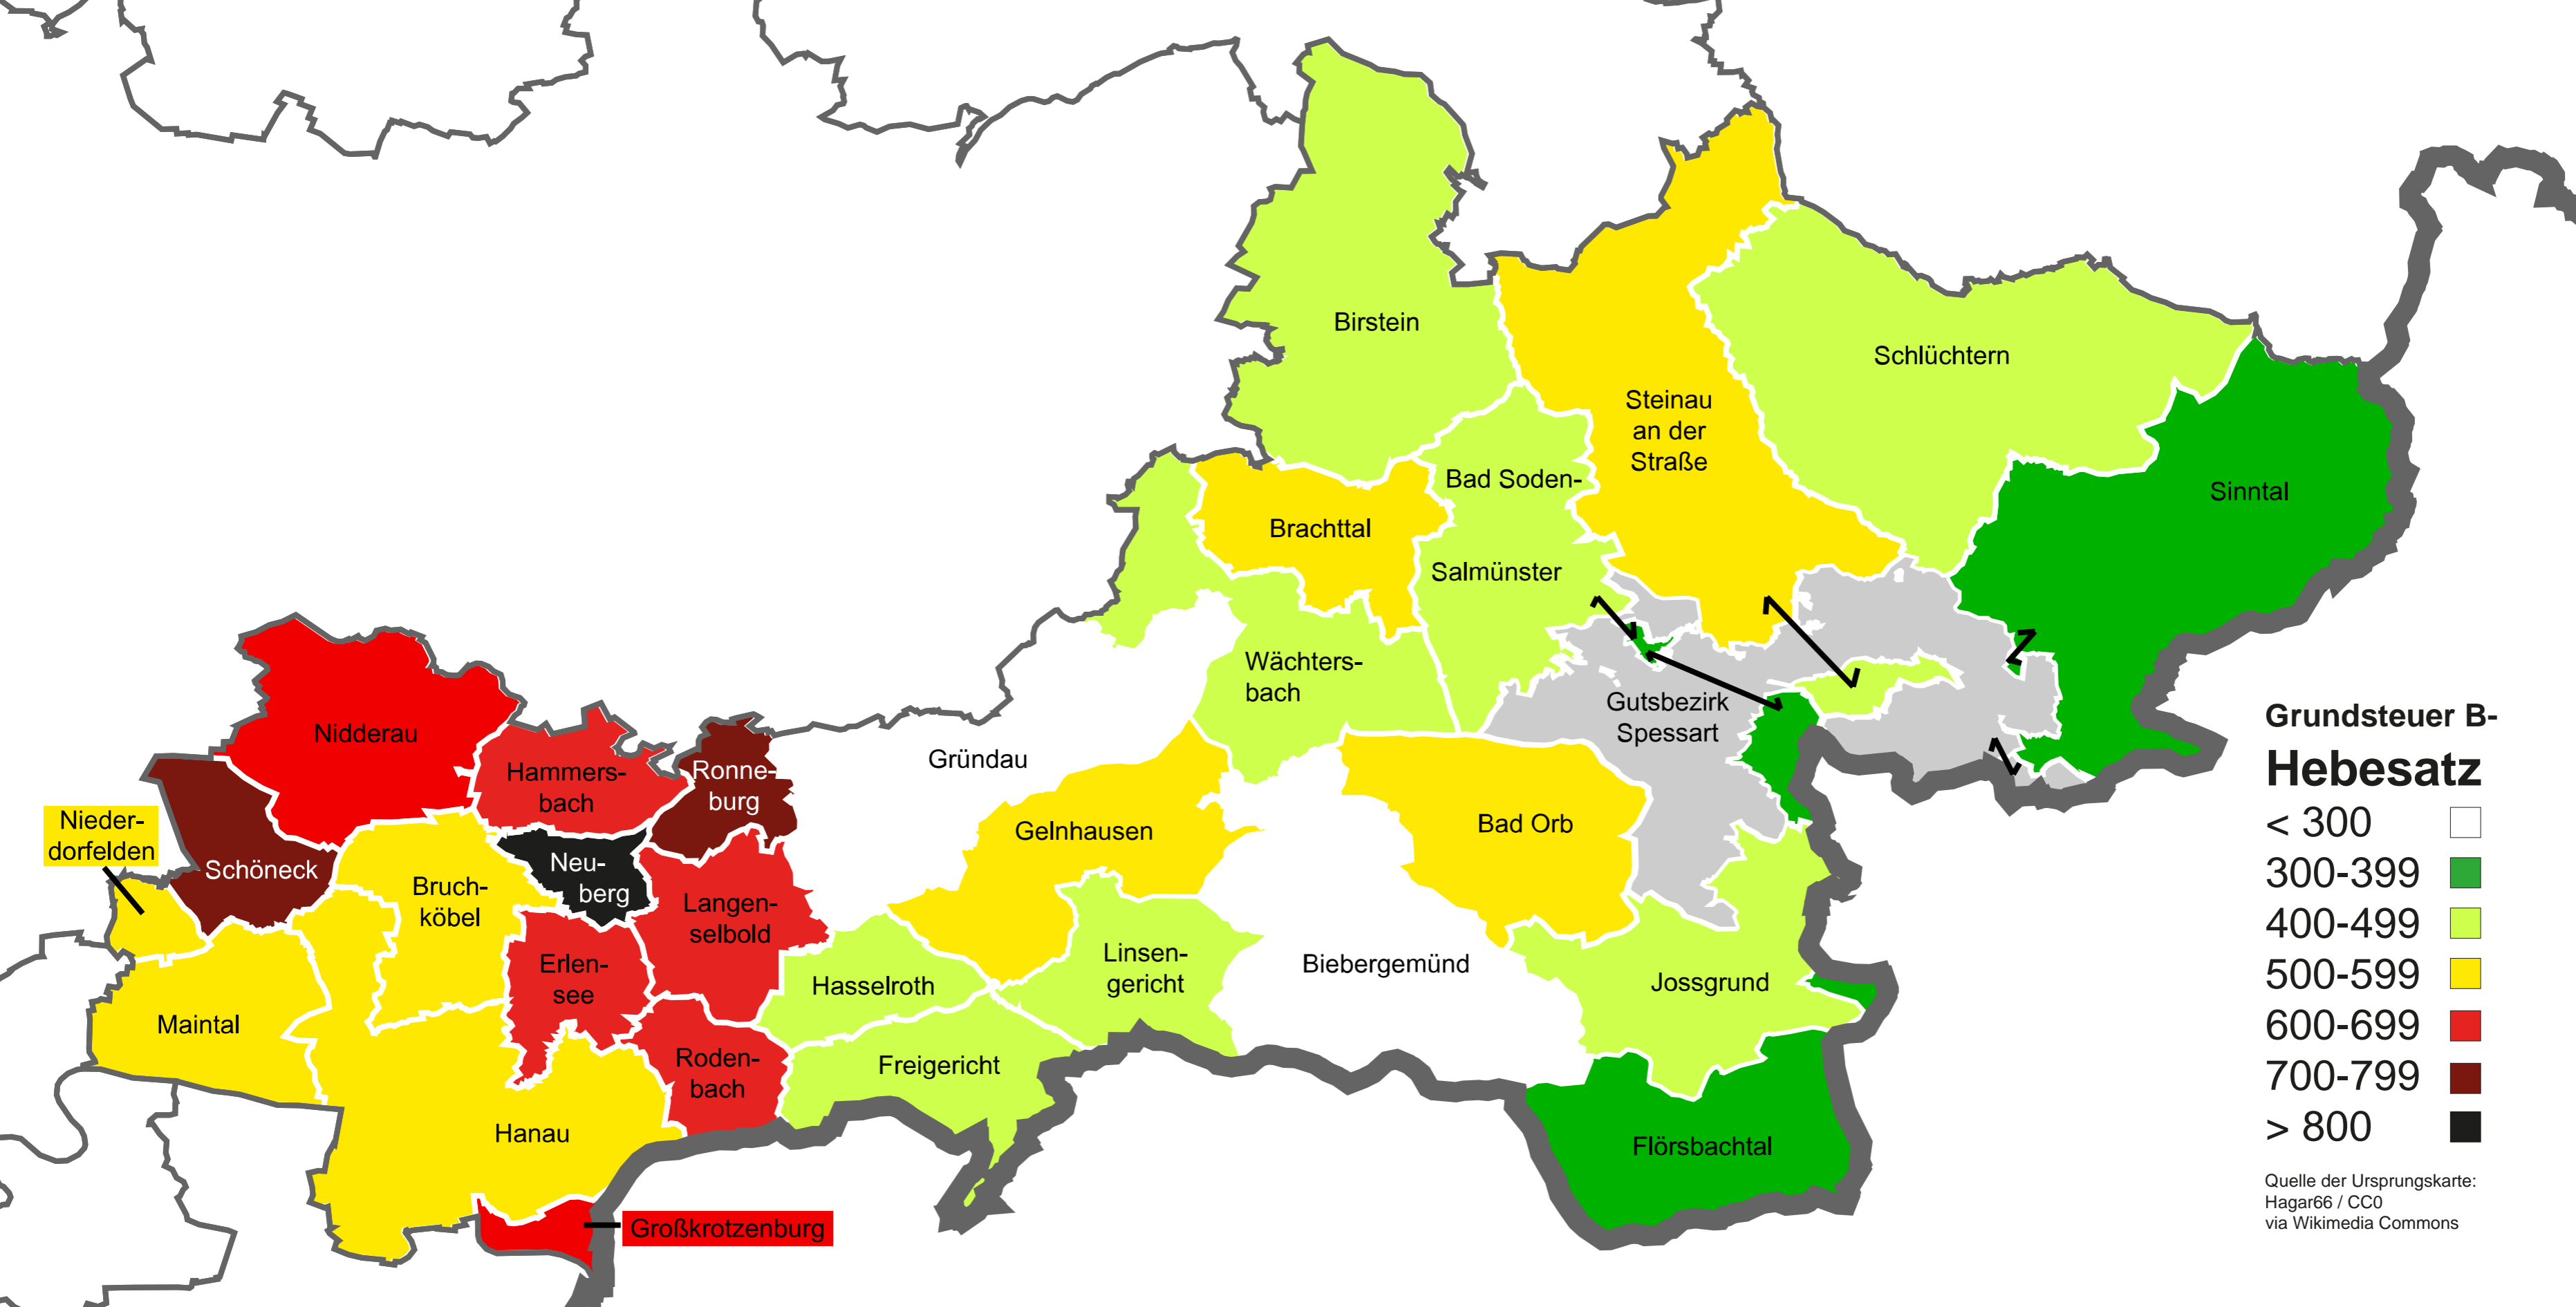 Birstein
Schlüchtern
Steinau
an der
Straße
Bad Soden-
Salmünster
Sinntal
Brachttal
Wächters-
bach
Gutsbezirk
Spessart
Nidderau
Hammers-
bach
Ronne-
burg
Gründau
Nieder-
dorfelden
Schöneck
Neu-
berg
Gelnhausen
Bad Orb
Bruch-
köbel
Langen-
selbold
Erlen-
see
Hasselroth
Linsen-
gericht
Biebergemünd
Jossgrund
Maintal
Roden-
bach
Freigericht
Hanau
Flörsbachtal
Großkrotzenburg
Grundsteuer B-
Hebesatz
< 300
300-399
400-499
500-599
600-699
700-799
> 800
Quelle der Ursprungskarte:
Hagar66 / CC0
via Wikimedia Commons